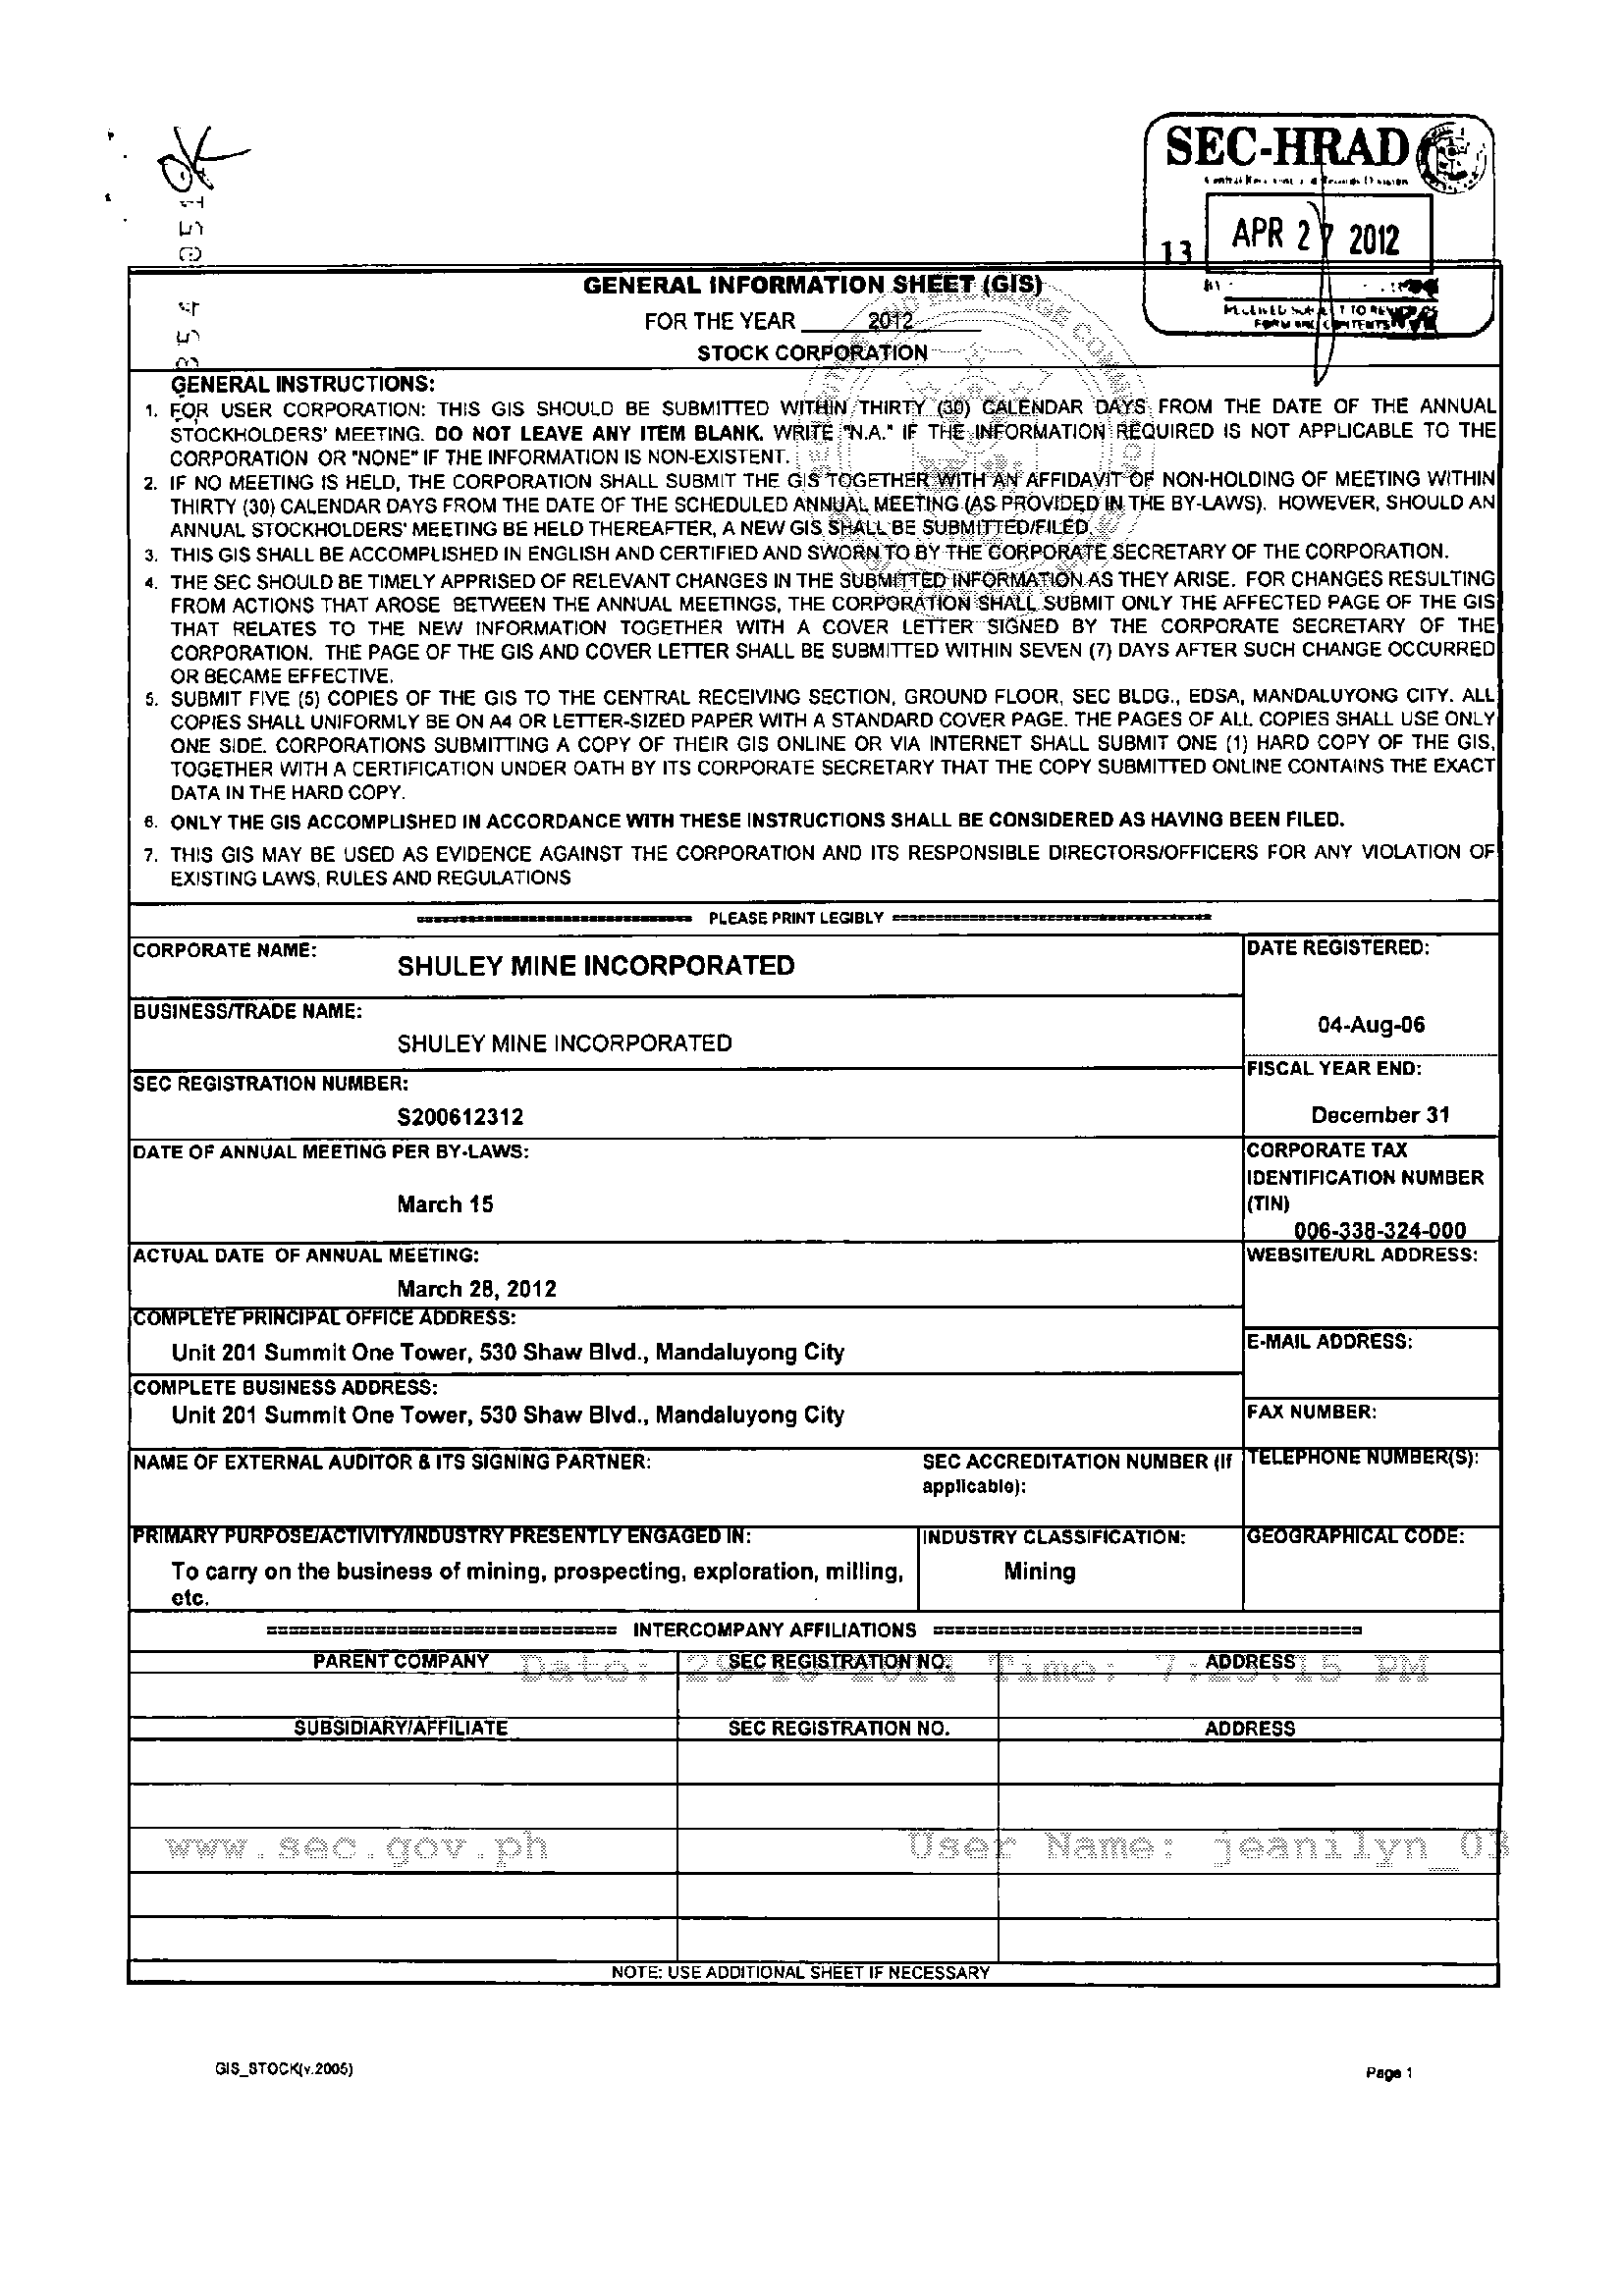 OK
SEC-HRAD
APR 27 2012
13
GENERAL INFORMATION SHEET (GIS)
FOR THE YEAR 2012
STOCK CORPORATION
GENERAL INSTRUCTIONS:
1. FOR USER CORPORATION: THIS GIS SHOULD BE SUBMITTED WITHIN THIRTY (30) CALENDAR DAYS FROM THE DATE OF THE ANNUAL
STOCKHOLDERS' MEETING. DO NOT LEAVE ANY ITEM BLANK. WRITE "N.A." IF THE INFORMATION REQUIRED IS NOT APPLICABLE TO THE
CORPORATION OR "NONE" IF THE INFORMATION IS NON-EXISTENT.
2. IF NO MEETING IS HELD, THE CORPORATION SHALL SUBMIT THE GIS TOGETHER WITH AN AFFIDAVIT OF NON-HOLDING OF MEETING WITHIN
THIRTY (30) CALENDAR DAYS FROM THE DATE OF THE SCHEDULED ANNUAL MEETING (AS PROVIDED IN THE BY-LAWS). HOWEVER, SHOULD AN
ANNUAL STOCKHOLDERS' MEETING BE HELD THEREAFTER, A NEW GIS SHALL BE SUBMITTED/FILED.
3. THIS GIS SHALL BE ACCOMPLISHED IN ENGLISH AND CERTIFIED AND SWORN TO BY THE CORPORATE SECRETARY OF THE CORPORATION.
4. THE SEC SHOULD BE TIMELY APPRISED OF RELEVANT CHANGES IN THE SUBMITTED INFORMATION AS THEY ARISE. FOR CHANGES RESULTING
FROM ACTIONS THAT AROSE BETWEEN THE ANNUAL MEETINGS, THE CORPORATION SHALL SUBMIT ONLY THE AFFECTED PAGE OF THE GIS
THAT RELATES TO THE NEW INFORMATION TOGETHER WITH A COVER LETTER SIGNED BY THE CORPORATE SECRETARY OF THE
CORPORATION. THE PAGE OF THE GIS AND COVER LETTER SHALL BE SUBMITTED WITHIN SEVEN (7) DAYS AFTER SUCH CHANGE OCCURRED
OR BECAME EFFECTIVE.
5. SUBMIT FIVE (5) COPIES OF THE GIS TO THE CENTRAL RECEIVING SECTION, GROUND FLOOR, SEC BLDG., EDSA, MANDALUYONG CITY. ALL
COPIES SHALL UNIFORMLY BE ON A4 OR LETTER-SIZED PAPER WITH A STANDARD COVER PAGE. THE PAGES OF ALL COPIES SHALL USE ONLY
ONE SIDE. CORPORATIONS SUBMITTING A COPY OF THEIR GIS ONLINE OR VIA INTERNET SHALL SUBMIT ONE (1) HARD COPY OF THE GIS,
TOGETHER WITH A CERTIFICATION UNDER OATH BY ITS CORPORATE SECRETARY THAT THE COPY SUBMITTED ONLINE CONTAINS THE EXACT
DATA IN THE HARD COPY.
6. ONLY THE GIS ACCOMPLISHED IN ACCORDANCE WITH THESE INSTRUCTIONS SHALL BE CONSIDERED AS HAVING BEEN FILED.
7. THIS GIS MAY BE USED AS EVIDENCE AGAINST THE CORPORATION AND ITS RESPONSIBLE DIRECTORS/OFFICERS FOR ANY VIOLATION OF
EXISTING LAWS, RULES AND REGULATIONS
PLEASE PRINT LEGIBLY
CORPORATE NAME:
SHULEY MINE INCORPORATED
DATE REGISTERED:
04-Aug-06
BUSINESS/TRADE NAME:
SHULEY MINE INCORPORATED
FISCAL YEAR END:
December 31
SEC REGISTRATION NUMBER:
S200612312
DATE OF ANNUAL MEETING PER BY-LAWS:
March 15
CORPORATE TAX
IDENTIFICATION NUMBER
(TIN)
006-338-324-000
ACTUAL DATE OF ANNUAL MEETING:
March 28, 2012
WEBSITE/URL ADDRESS:
COMPLETE PRINCIPAL OFFICE ADDRESS:
Unit 201 Summit One Tower, 530 Shaw Blvd., Mandaluyong City
E-MAIL ADDRESS:
COMPLETE BUSINESS ADDRESS:
Unit 201 Summit One Tower, 530 Shaw Blvd., Mandaluyong City
FAX NUMBER:
NAME OF EXTERNAL AUDITOR & ITS SIGNING PARTNER:
SEC ACCREDITATION NUMBER (if
applicable):
TELEPHONE NUMBER(S):
PRIMARY PURPOSE/ACTIVITY/INDUSTRY PRESENTLY ENGAGED IN:
To carry on the business of mining, prospecting, exploration, milling,
etc.
INDUSTRY CLASSIFICATION:
Mining
GEOGRAPHICAL CODE:
INTERCOMPANY AFFILIATIONS
PARENT COMPANY SEC REGISTRATION NO. ADDRESS
Date: Time: PM
SUBSIDIARY/AFFILIATE SEC REGISTRATION NO. ADDRESS
www.sec.gov.ph User Name: jeanilyn_03
NOTE: USE ADDITIONAL SHEET IF NECESSARY
GIS_STOCK(v.2005) Page 1